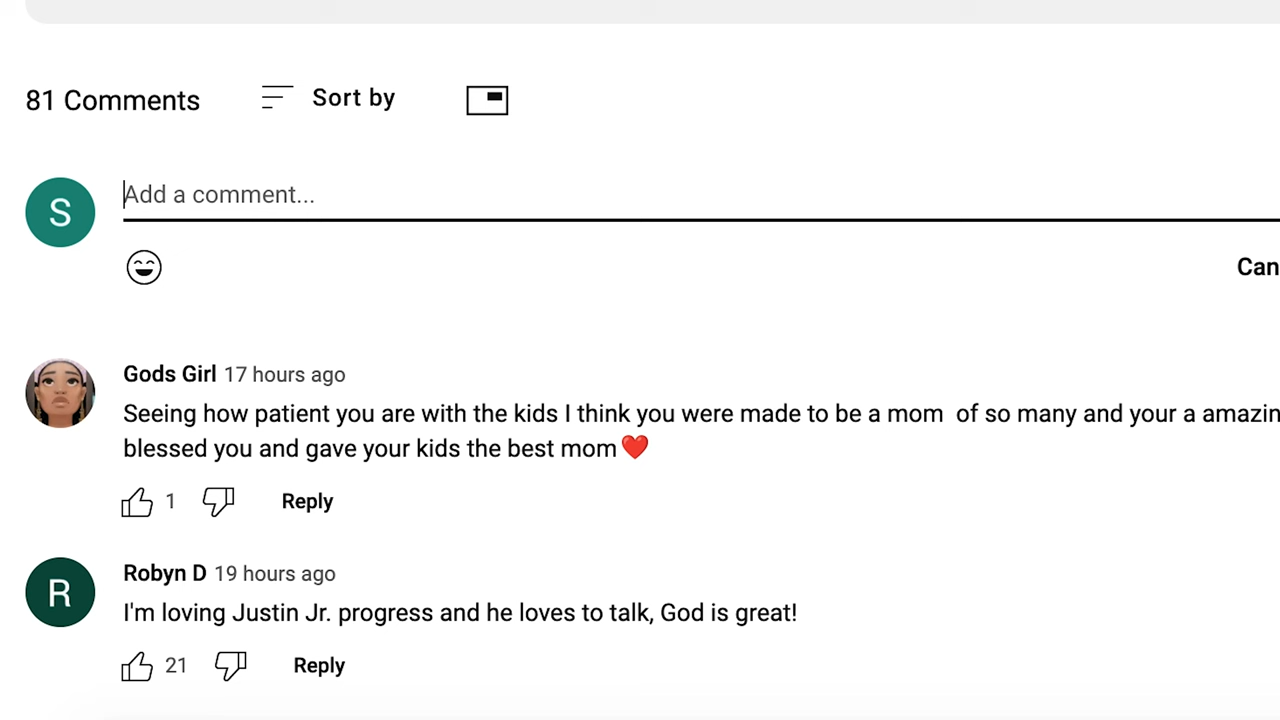 81 Comments
Sort by
S
Add a comment...
Can
Gods Girl 17 hours ago
Seeing how patient you are with the kids I think you were made to be a mom  of so many and your a amazin
blessed you and gave your kids the best mom❤️
1
Reply
R
Robyn D 19 hours ago
I'm loving Justin Jr. progress and he loves to talk, God is great!
21
Reply